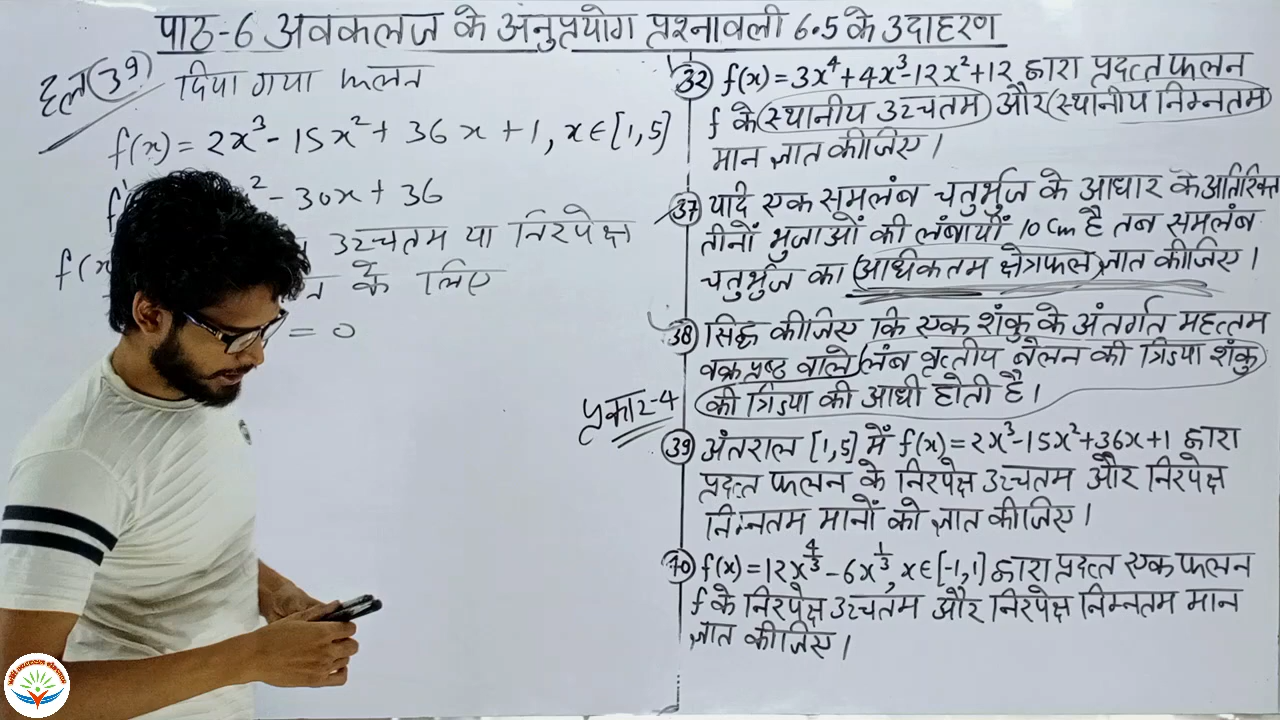 पाठ-6 अवकलज के अनुप्रयोग प्रश्नावली 6.5 के उदाहरण
हल (39) दिया गया फलन
f(x) = 2x³ - 15x² + 36x + 1, x ∈ [1, 5]
² - 30x + 36
उच्चतम या निरपेक्ष
f(x
के लिए
= 0
(32) f(x) = 3x⁴ + 4x³ - 12x² + 12 द्वारा प्रदत्त फलन
f के (स्थानीय उच्चतम) और (स्थानीय निम्नतम)
मान ज्ञात कीजिए।
(37) यदि एक समलंब चतुर्भुज के आधार के अतिरिक्त
तीनों भुजाओं की लंबायाँ 10 cm है तब समलंब
चतुर्भुज का (अधिकतम क्षेत्रफल) ज्ञात कीजिए।
(38) सिद्ध कीजिए कि एक शंकु के अंतर्गत महत्तम
वक्रपृष्ठ वाले लंब वृत्तीय बेलन की त्रिज्या शंकु
की त्रिज्या की आधी होती है।
प्रकार-4
(39) अंतराल [1, 5] में f(x) = 2x³ - 15x² + 36x + 1 द्वारा
प्रदत्त फलन के निरपेक्ष उच्चतम और निरपेक्ष
निम्नतम मानों को ज्ञात कीजिए।
(40) f(x) = 12x^(4/3) - 6x^(1/3), x ∈ [-1, 1] द्वारा प्रदत्त एक फलन
f के निरपेक्ष उच्चतम और निरपेक्ष निम्नतम मान
ज्ञात कीजिए।